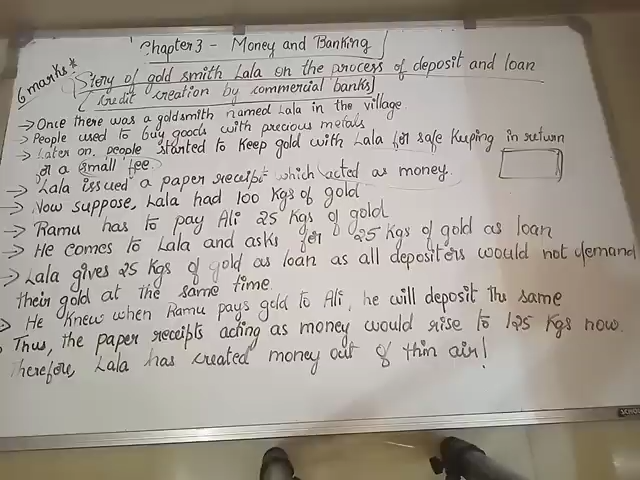 Chapter 3 - Money and Banking
6 marks*
Story of gold smith Lala on the process of deposit and loan
[Credit creation by commercial banks]
→ Once there was a goldsmith named Lala in the village.
→ People used to buy goods with precious metals
→ Later on, people started to keep gold with Lala for safe keeping in return
for a small fee.
→ Lala issued a paper receipt which acted as money.
→ Now suppose, Lala had 100 Kgs of gold
→ Ramu has to pay Ali 25 Kgs of gold
→ He comes to Lala and asks for 25 Kgs of gold as loan
→ Lala gives 25 Kgs of gold as loan as all depositers would not demand
their gold at the same time.
→ He knew when Ramu pays gold to Ali, he will deposit the same
Thus, the paper receipts acting as money would rise to 125 Kgs now.
Therefore, Lala has created money out of thin air!